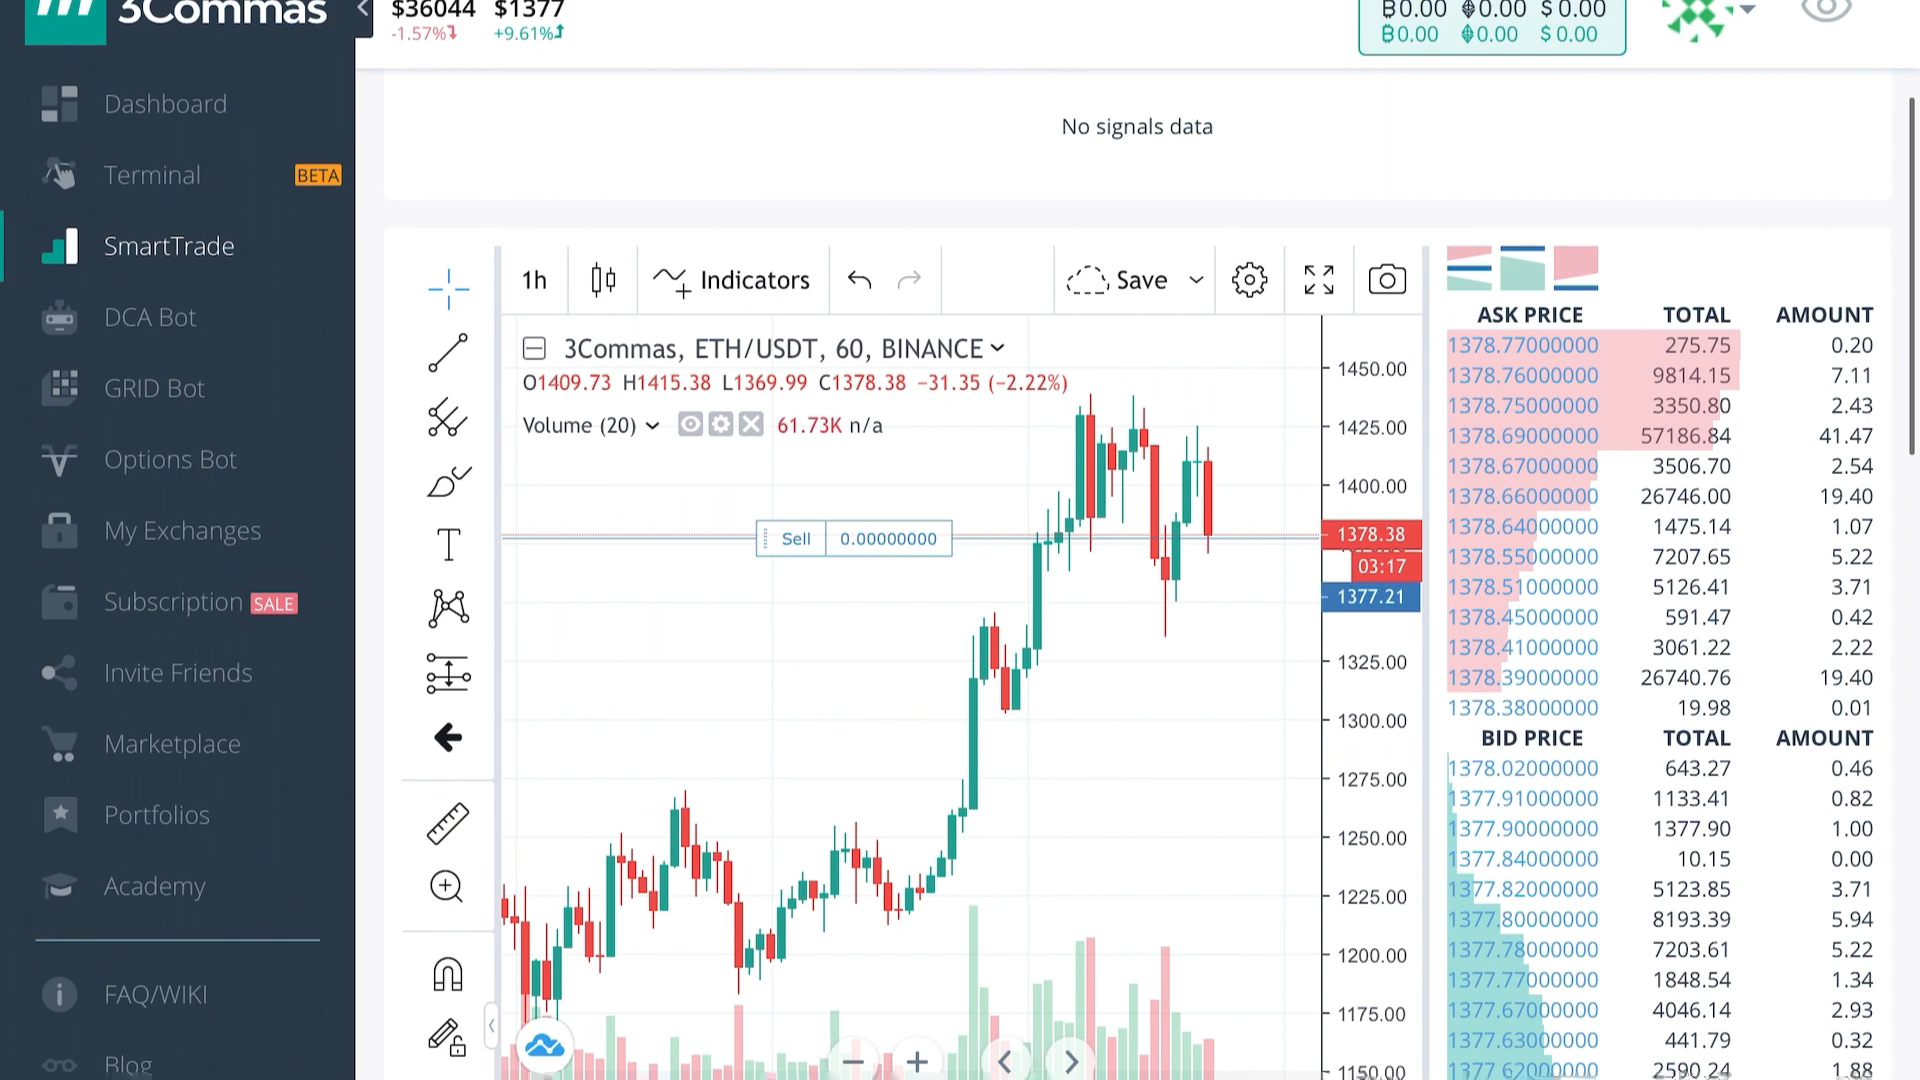 3Commas
$36044 $1377
-1.57% +9.61%
₿0.00 0.00 $ 0.00
₿0.00 0.00 $ 0.00
Dashboard
Terminal BETA
SmartTrade
DCA Bot
GRID Bot
Options Bot
My Exchanges
Subscription SALE
Invite Friends
Marketplace
Portfolios
Academy
FAQ/WIKI
Blog
No signals data
1h Indicators Save
3Commas, ETH/USDT, 60, BINANCE
O1409.73 H1415.38 L1369.99 C1378.38 −31.35 (−2.22%)
Volume (20) 61.73K n/a
Sell 0.00000000
1450.00
1425.00
1400.00
1378.38
03:17
1377.21
1325.00
1300.00
1275.00
1250.00
1225.00
1200.00
1175.00
1150.00
ASK PRICE TOTAL AMOUNT
1378.77000000 275.75 0.20
1378.76000000 9814.15 7.11
1378.75000000 3350.80 2.43
1378.69000000 57186.84 41.47
1378.67000000 3506.70 2.54
1378.66000000 26746.00 19.40
1378.64000000 1475.14 1.07
1378.55000000 7207.65 5.22
1378.51000000 5126.41 3.71
1378.45000000 591.47 0.42
1378.41000000 3061.22 2.22
1378.39000000 26740.76 19.40
1378.38000000 19.98 0.01
BID PRICE TOTAL AMOUNT
1378.02000000 643.27 0.46
1377.91000000 1133.41 0.82
1377.90000000 1377.90 1.00
1377.84000000 10.15 0.00
1377.82000000 5123.85 3.71
1377.80000000 8193.39 5.94
1377.78000000 7203.61 5.22
1377.77000000 1848.54 1.34
1377.67000000 4046.14 2.93
1377.63000000 441.79 0.32
1377.62000000 2590.24 1.88